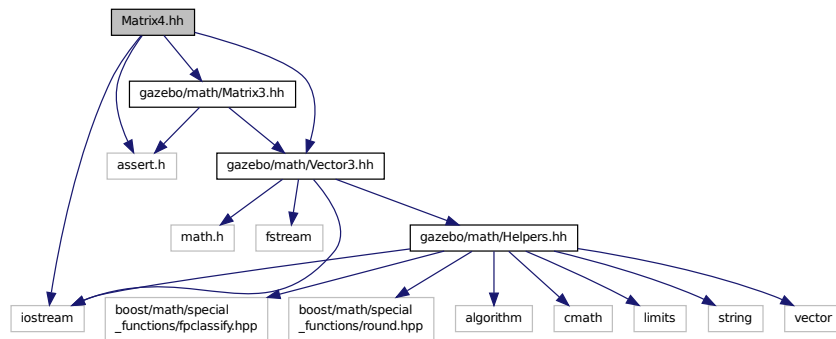 Matrix4.hh
gazebo/math/Matrix3.hh
assert.h
gazebo/math/Vector3.hh
math.h
fstream
gazebo/math/Helpers.hh
iostream
boost/math/special
_functions/fpclassify.hpp
boost/math/special
_functions/round.hpp
algorithm
cmath
limits
string
vector